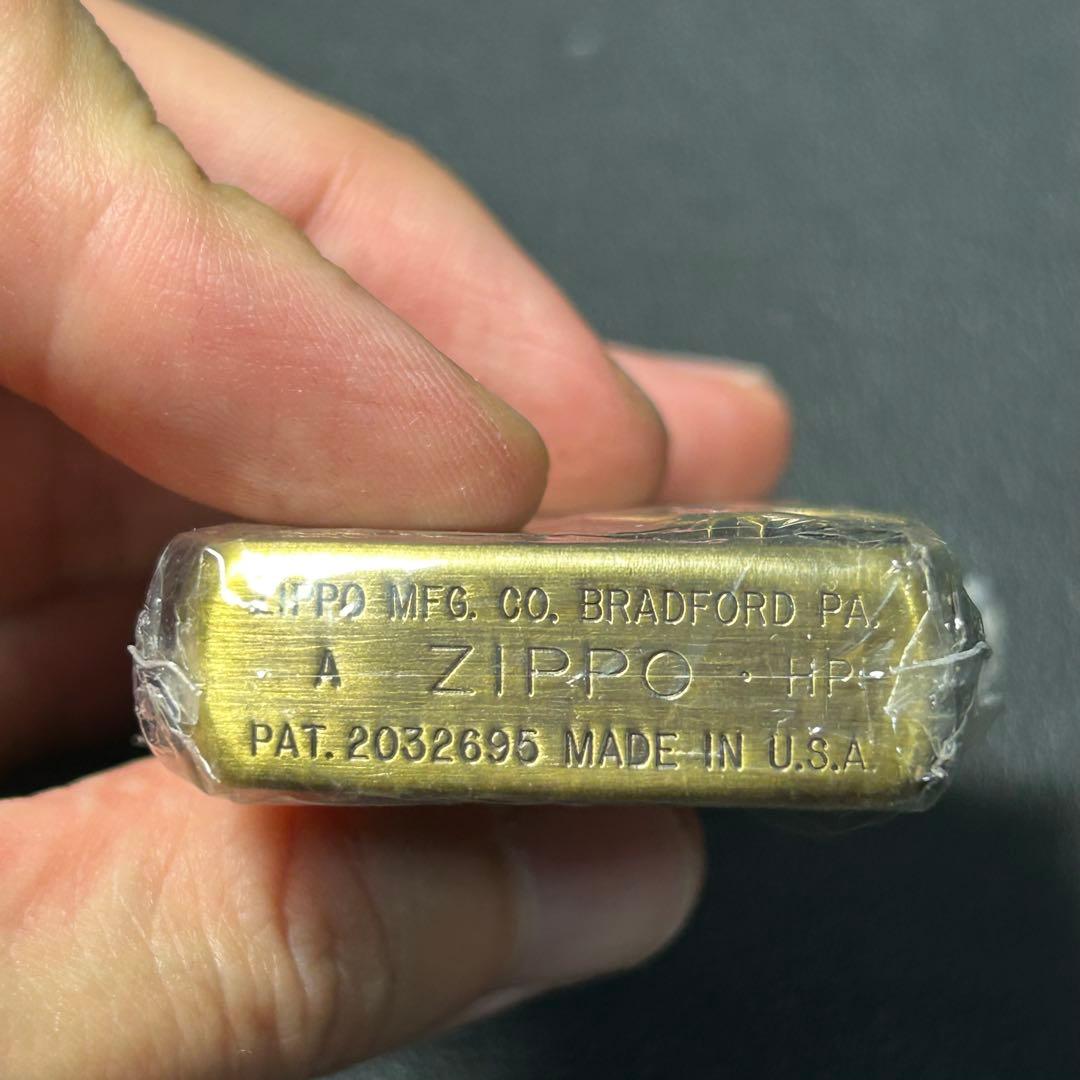 ZIPPO MFG. CO. BRADFORD PA.
A ZIPPO · HP
PAT. 2032695 MADE IN U.S.A.